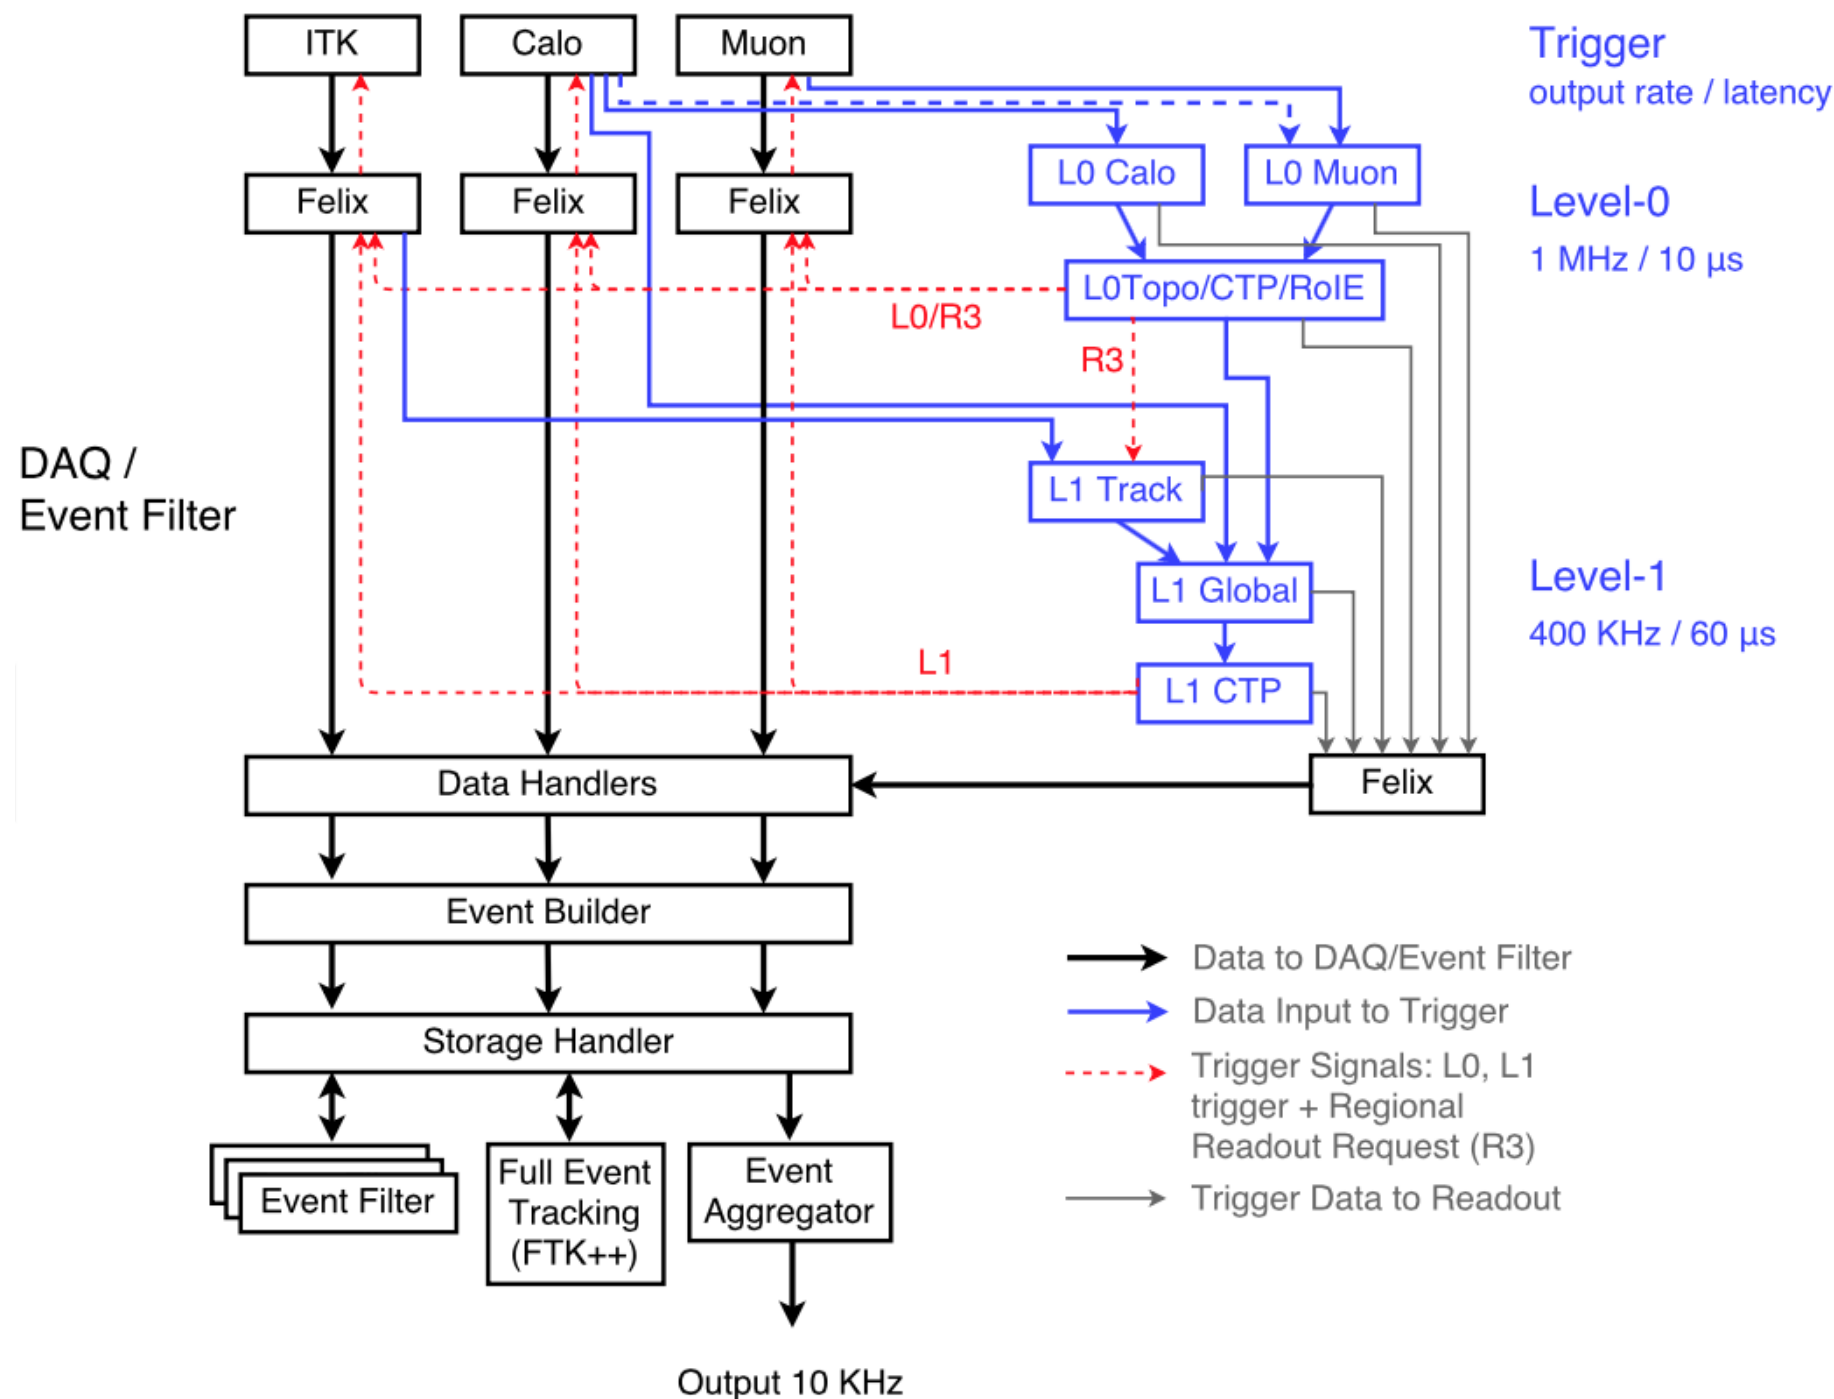 ITK
Calo
Muon
Trigger
output rate / latency
L0 Calo
L0 Muon
Felix
Felix
Felix
Level-0
1 MHz / 10 µs
L0Topo/CTP/RoIE
L0/R3
R3
DAQ /
Event Filter
L1 Track
L1 Global
Level-1
400 KHz / 60 µs
L1
L1 CTP
Data Handlers
Felix
Event Builder
Storage Handler
Event Filter
Full Event
Tracking
(FTK++)
Event
Aggregator
Output 10 KHz
Data to DAQ/Event Filter
Data Input to Trigger
Trigger Signals: L0, L1
trigger + Regional
Readout Request (R3)
Trigger Data to Readout